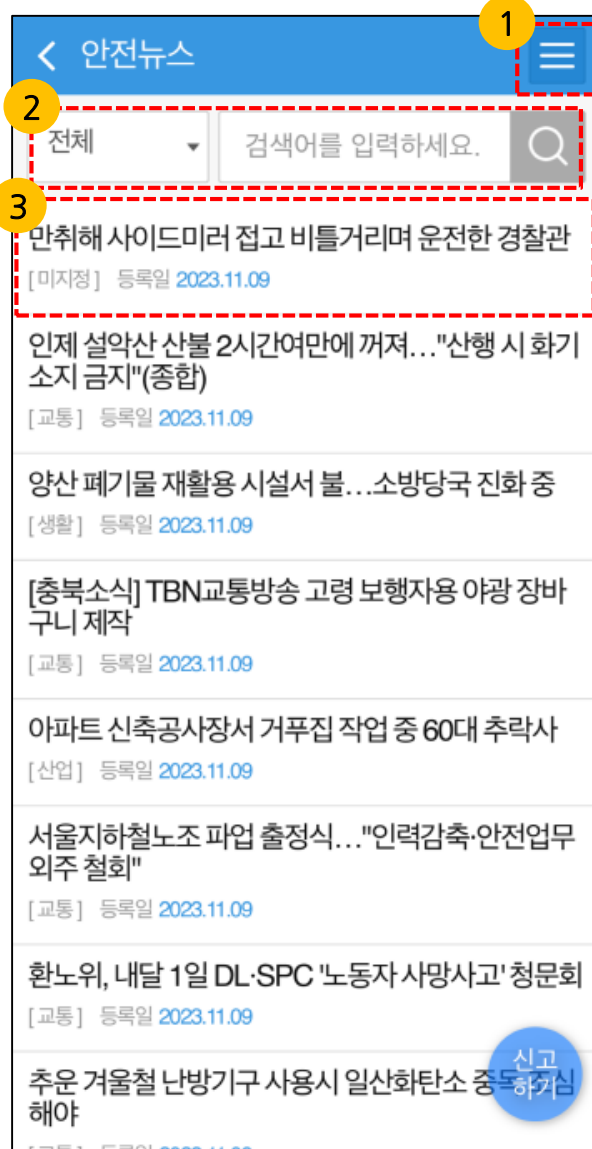 1
안전뉴스
2
전체
검색어를 입력하세요.
3
만취해 사이드미러 접고 비틀거리며 운전한 경찰관
[미지정] 등록일 2023.11.09
인제 설악산 산불 2시간여만에 꺼져…"산행 시 화기
소지 금지"(종합)
[교통] 등록일 2023.11.09
양산 폐기물 재활용 시설서 불…소방당국 진화 중
[생활] 등록일 2023.11.09
[충북소식] TBN교통방송 고령 보행자용 야광 장바
구니 제작
[교통] 등록일 2023.11.09
아파트 신축공사장서 거푸집 작업 중 60대 추락사
[산업] 등록일 2023.11.09
서울지하철노조 파업 출정식…"인력감축·안전업무
외주 철회"
[교통] 등록일 2023.11.09
환노위, 내달 1일 DL·SPC '노동자 사망사고' 청문회
[교통] 등록일 2023.11.09
신고
하기
추운 겨울철 난방기구 사용시 일산화탄소
해야